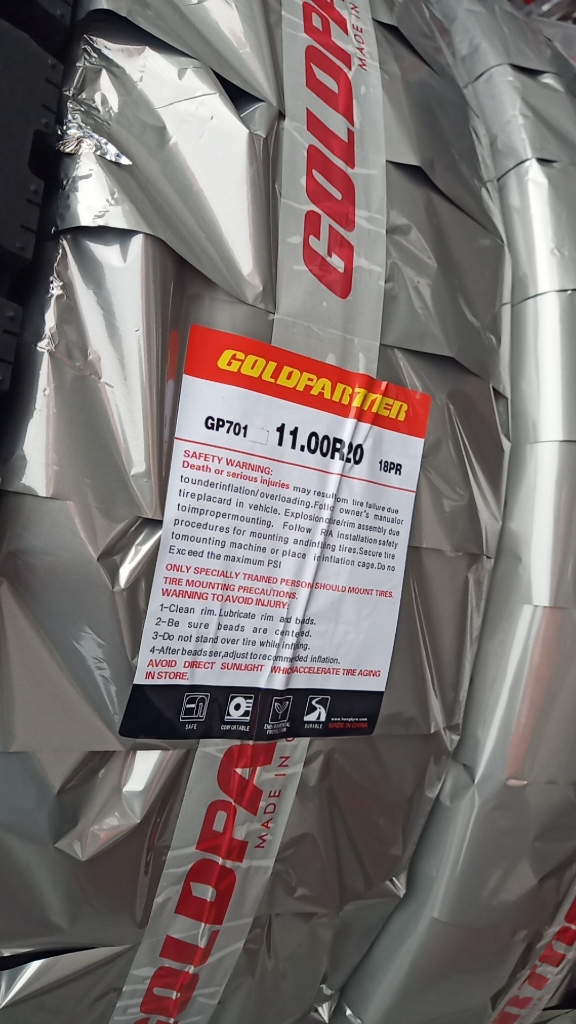 GOLDPA
MADE IN
GOLDPARTNER
GP701 11.00R20 18PR
SAFETY WARNING:
Death or serious injuries may result from tire failure due
to underinflation/overloading. Follow owner's manual or
tire placard in vehicle. Explosion of tire/rim assembly due
to improper mounting. Follow RIA installation safety
procedures for mounting and inflating tires. Secure tire
to mounting machine or place in inflation cage. Do no
Exceed the maximum PSI
ONLY SPECIALLY TRAINED PERSON SHOULD MOUNT TIRES.
TIRE MOUNTING PRECAUTIONS.
WARNING TO AVOID INJURY:
1-Clean rim. Lubricate rim and beads.
2-Be sure beads are centered.
3-Do not stand over tire while inflating.
4-After beads ser, adjust to recommended inflation.
AVOID DIRECT SUNLIGHT WHICH ACCELERATE TIRE AGING
IN STORE.
SAFE COMFORTABLE ENVIRONMENTAL PROTECTION DURABLE
MADE IN CHINA
GOLDPA
MADE IN C